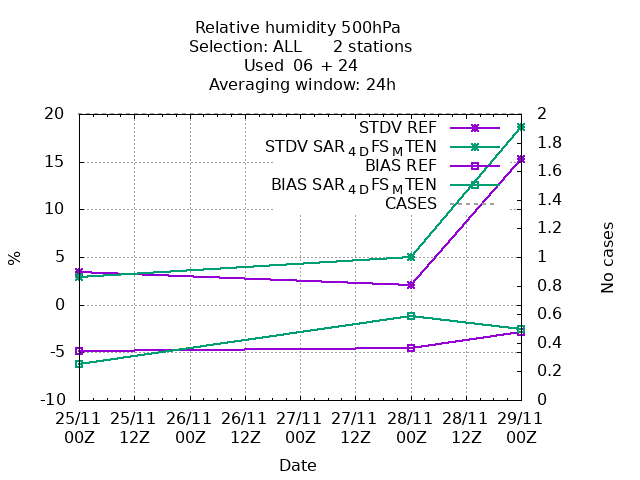 Relative humidity 500hPa
Selection: ALL 2 stations
Used 06 + 24
Averaging window: 24h
STDV REF
STDV SAR4DFSMTEN
BIAS REF
BIAS SAR4DFSMTEN
CASES
20
15
10
5
0
-5
-10
%
2
1.8
1.6
1.4
1.2
1
0.8
0.6
0.4
0.2
0
No cases
25/11 25/11 26/11 26/11 27/11 27/11 28/11 28/11 29/11
00Z 12Z 00Z 12Z 00Z 12Z 00Z 12Z 00Z
Date